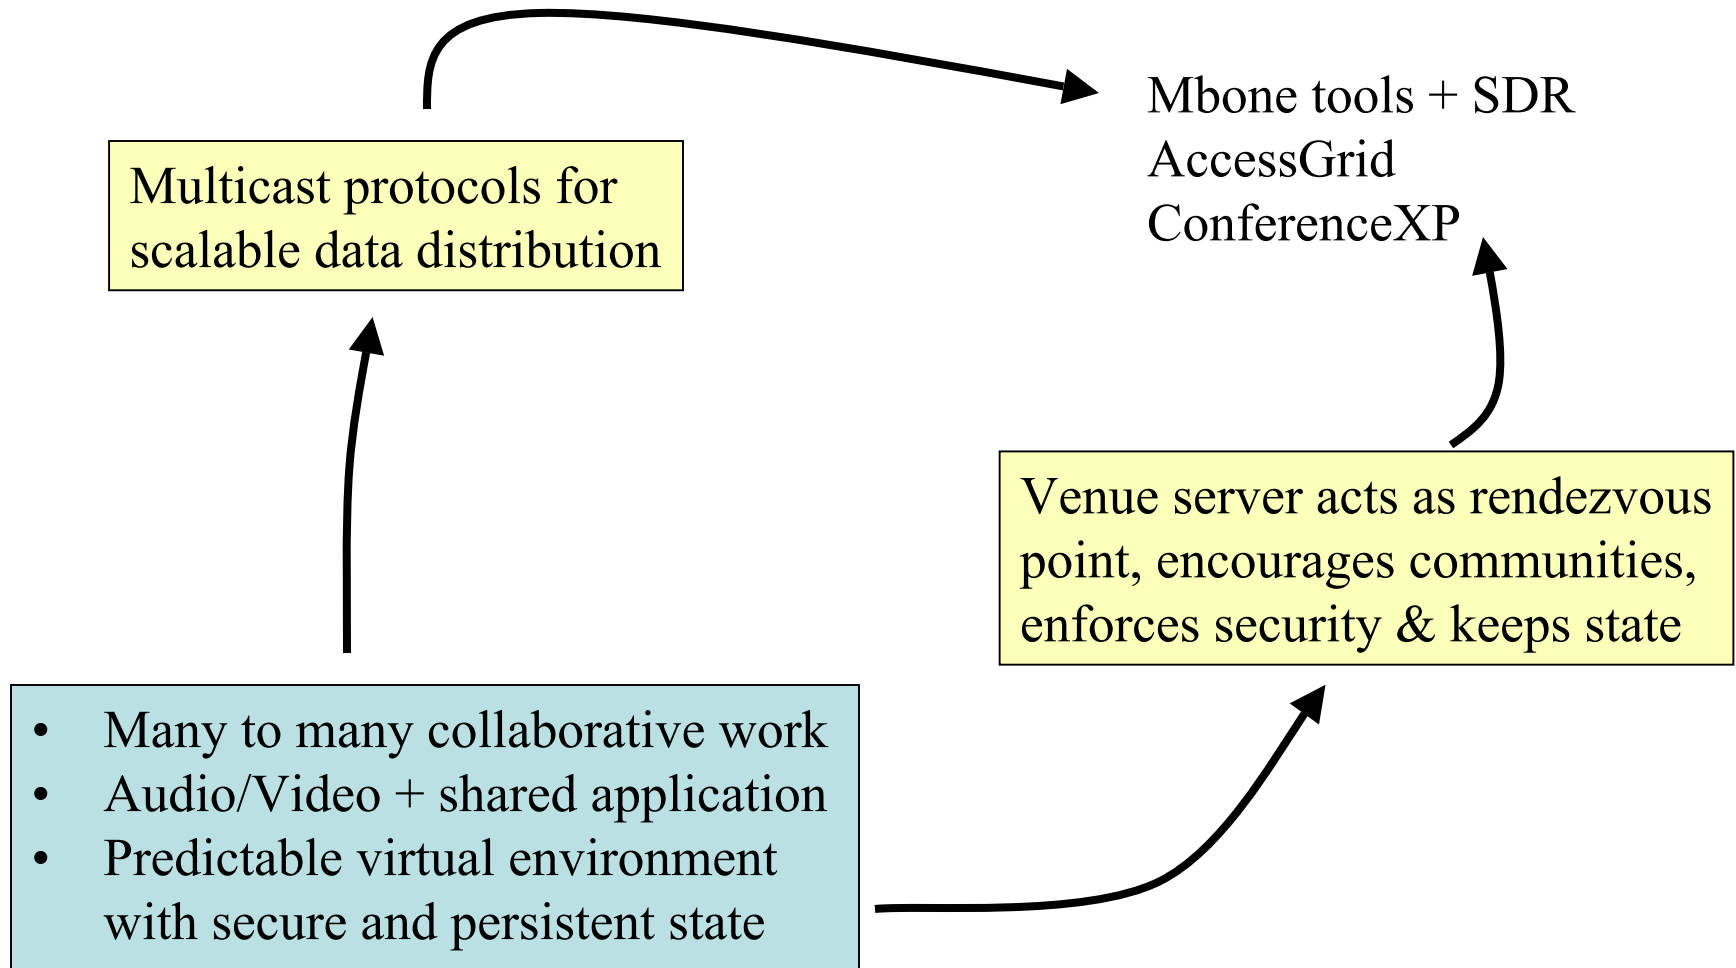 Mbone tools + SDR
AccessGrid
ConferenceXP
Multicast protocols for
scalable data distribution
Venue server acts as rendezvous
point, encourages communities,
enforces security & keeps state
• Many to many collaborative work
• Audio/Video + shared application
• Predictable virtual environment
with secure and persistent state